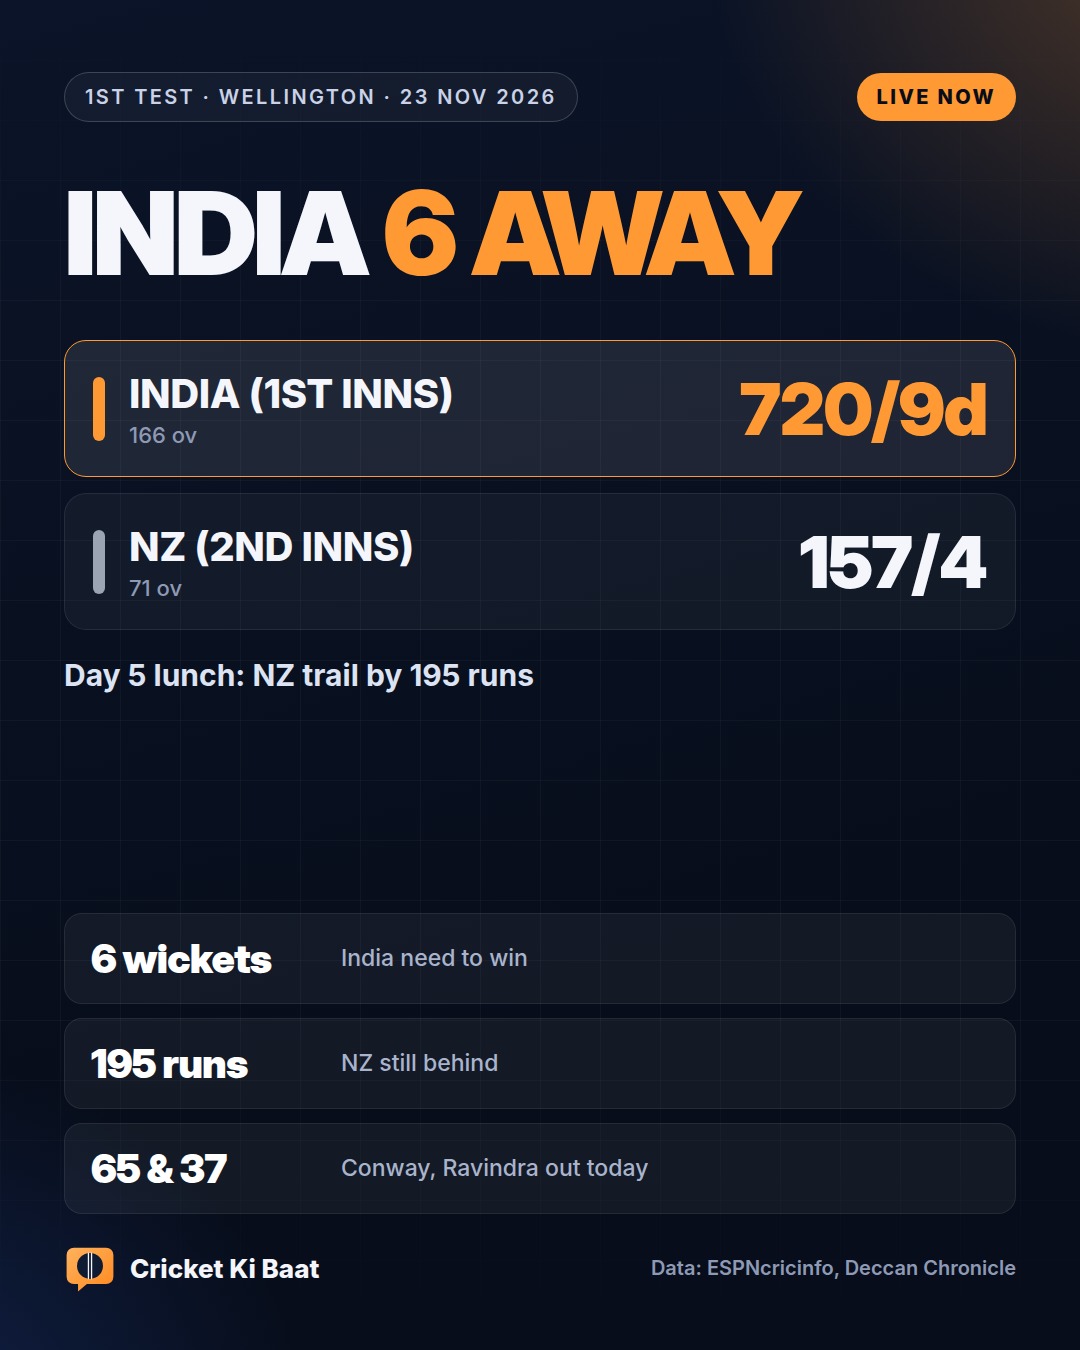 1ST TEST · WELLINGTON · 23 NOV 2026
LIVE NOW
INDIA 6 AWAY
INDIA (1ST INNS)
166 ov
720/9d
NZ (2ND INNS)
71 ov
157/4
Day 5 lunch: NZ trail by 195 runs
6 wickets India need to win
195 runs NZ still behind
65 & 37 Conway, Ravindra out today
Cricket Ki Baat
Data: ESPNcricinfo, Deccan Chronicle